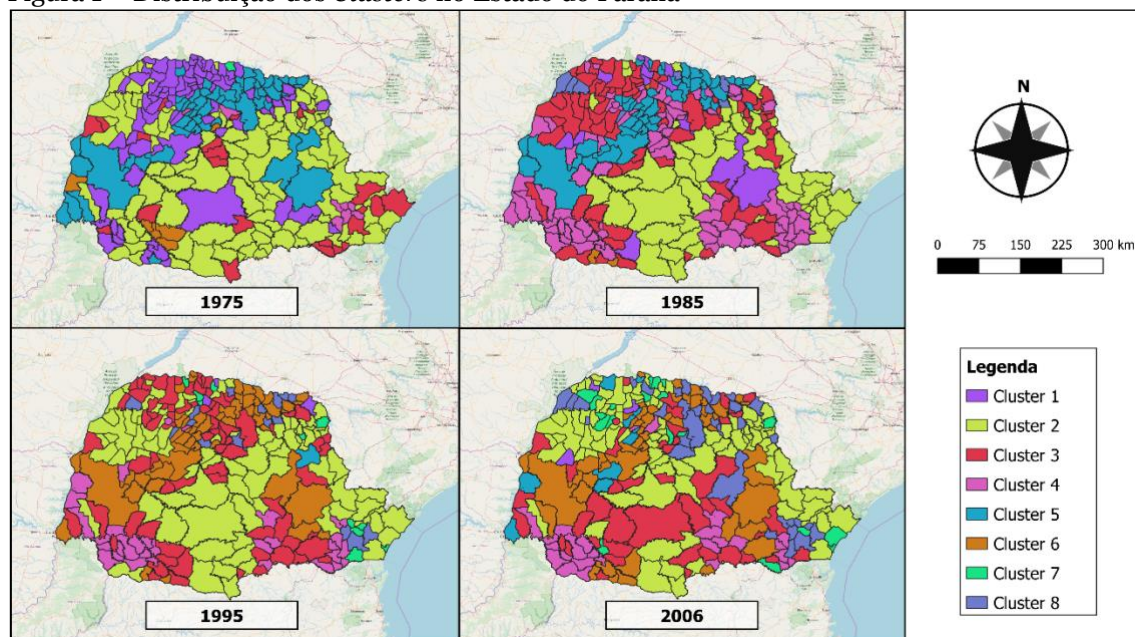 Figura 1 – Distribuição dos Clusters no Estado do Paraná
1975
1985
N
0 75 150 225 300 km
1995
2006
Legenda
Cluster 1
Cluster 2
Cluster 3
Cluster 4
Cluster 5
Cluster 6
Cluster 7
Cluster 8